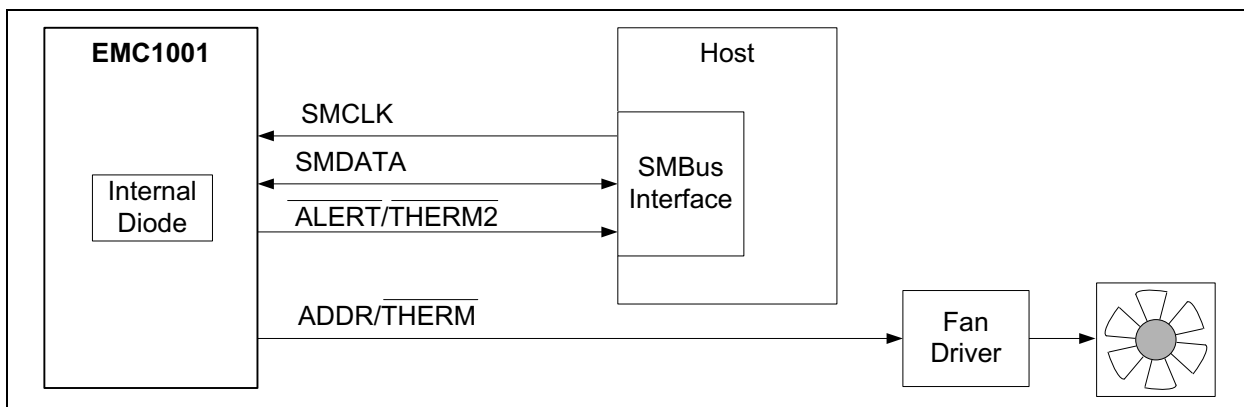 EMC1001
Host
SMCLK
SMDATA
SMBus
Interface
Internal
Diode
ALERT/THERM2
ADDR/THERM
Fan
Driver